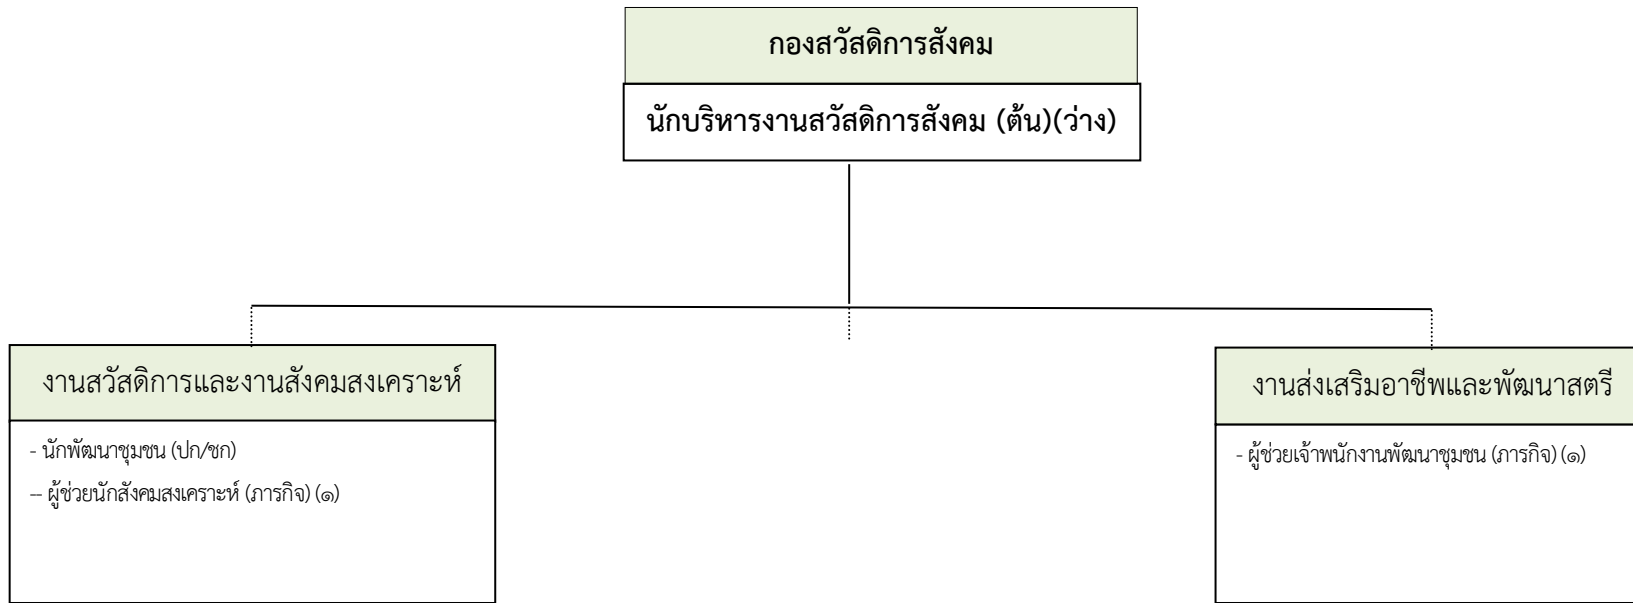 กองสวัสดิการสังคม
นักบริหารงานสวัสดิการสังคม (ต้น)(ว่าง)
งานสวัสดิการและงานสังคมสงเคราะห์
- นักพัฒนาชุมชน (ปก/ชก)
-- ผู้ช่วยนักสังคมสงเคราะห์ (ภารกิจ) (๑)
งานส่งเสริมอาชีพและพัฒนาสตรี
- ผู้ช่วยเจ้าพนักงานพัฒนาชุมชน (ภารกิจ) (๑)